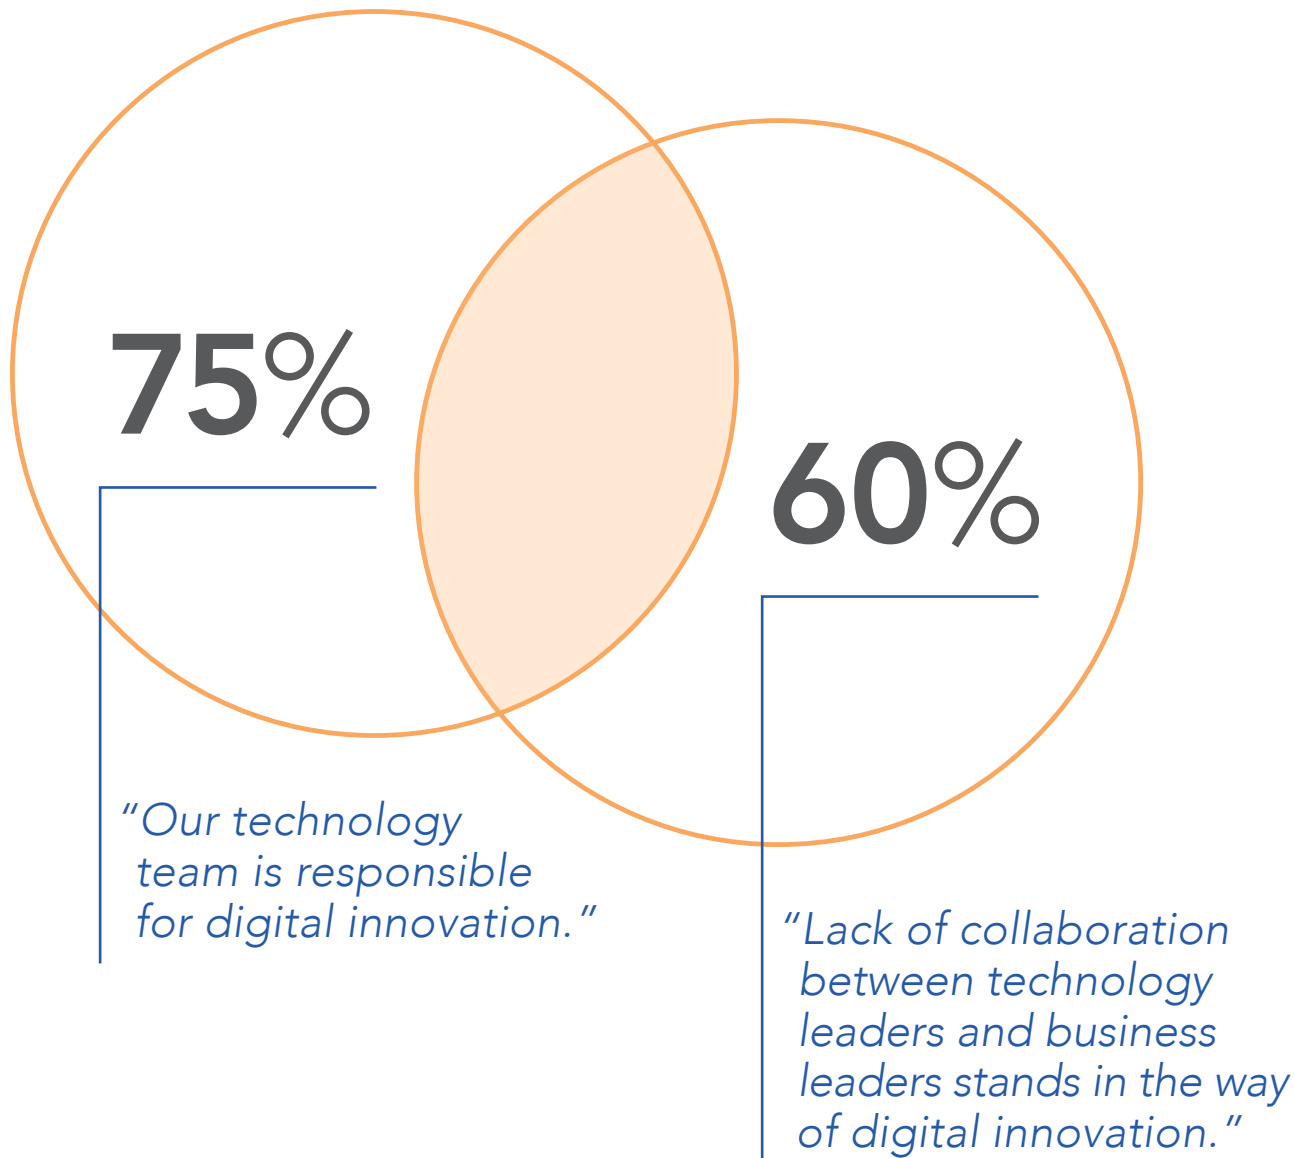 75%
60%
“Our technology
team is responsible
for digital innovation.”
“Lack of collaboration
between technology
leaders and business
leaders stands in the way
of digital innovation.”